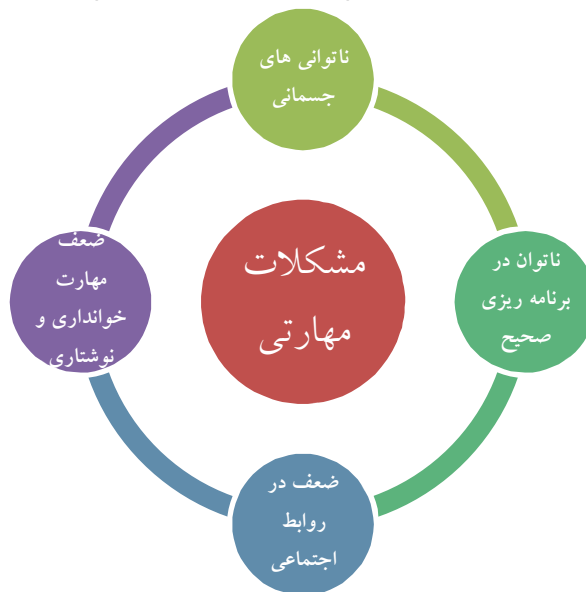 ناتوانی های
جسمانی
ناتوان در
برنامه ریزی
صحیح
ضعف در
روابط
اجتماعی
ضعف
مهارت
خوانداری و
نوشتاری
مشکلات
مهارتی